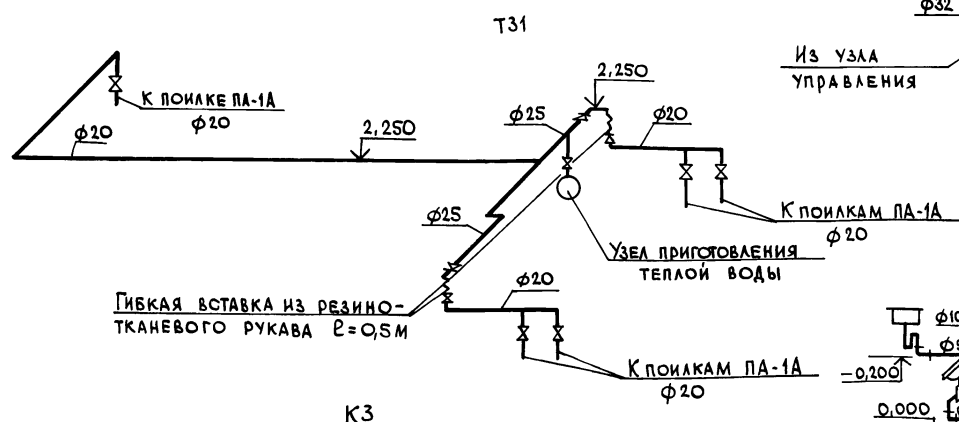 Т31
ф32
Из узла
управления
2,250
К поилке ПА-1А
ф20
ф25
ф20
ф20
2,250
ф25
К поилкам ПА-1А
ф20
Узел приготовления
теплой воды
ф20
Гибкая вставка из резино-
тканевого рукава ℓ=0,5м
К поилкам ПА-1А
ф20
-0,200
0,000
К3